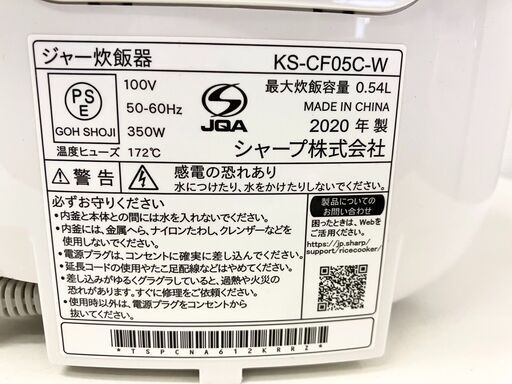 ジャー炊飯器
KS-CF05C-W
PS
E
GOH SHOJI
100V
50-60Hz
350W
JQA
最大炊飯容量 0.54L
MADE IN CHINA
2020 年 製
温度ヒューズ 172℃
シャープ株式会社
警告
感電の恐れあり
水につけたり、水をかけたりしないでください。
必ずお守りください
・内釜と本体との間には水を入れないでください。
・内釜には、金属へら、ナイロンたわし、クレンザーなどを
使用しないでください。
・電源プラグは、コンセントに確実に差し込んでください。
・延長コードの使用やたこ足配線などはやめてください。
・差し込みがゆるくグラグラしていると、過熱や火災の
恐れがあります。すぐに修理をご依頼ください。
・使用時以外は、電源プラグをコンセントから
抜いてください。
製品についての
お問い合わせ
困ったときは、Webを
ご活用ください。
https://jp.sharp/
support/ricecooker/
*TSPCNA612KRRZ*